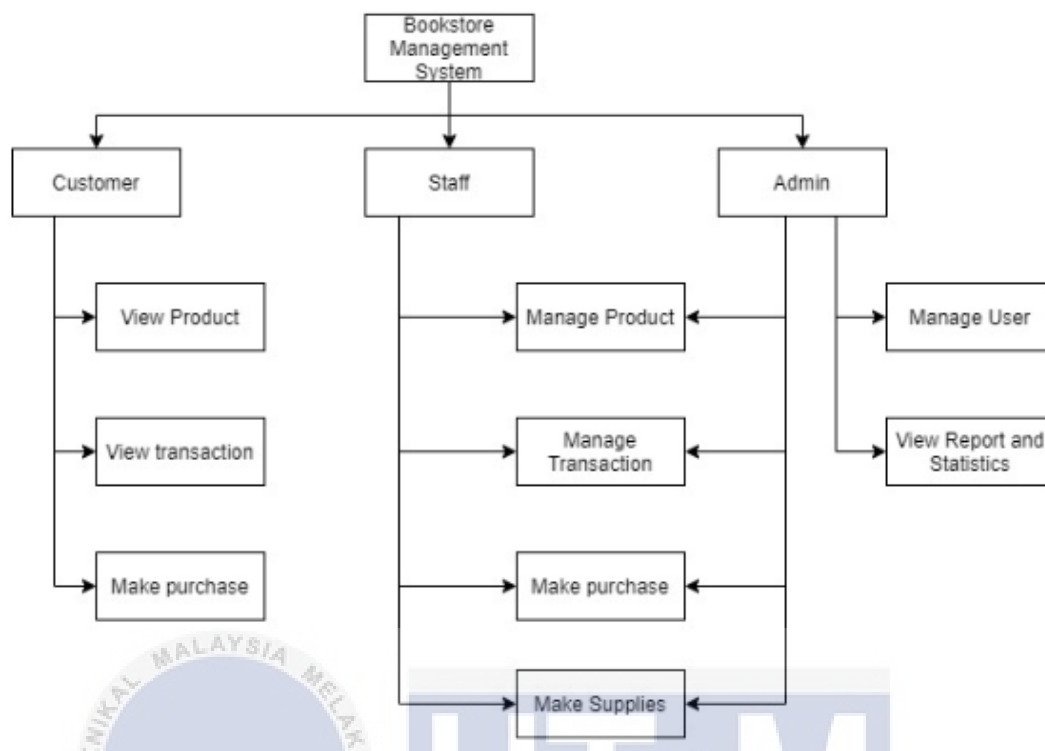 Bookstore
Management
System
Customer
Staff
Admin
View Product
Manage Product
Manage User
View transaction
Manage
Transaction
View Report and
Statistics
Make purchase
Make purchase
Make Supplies
MALAYSIA